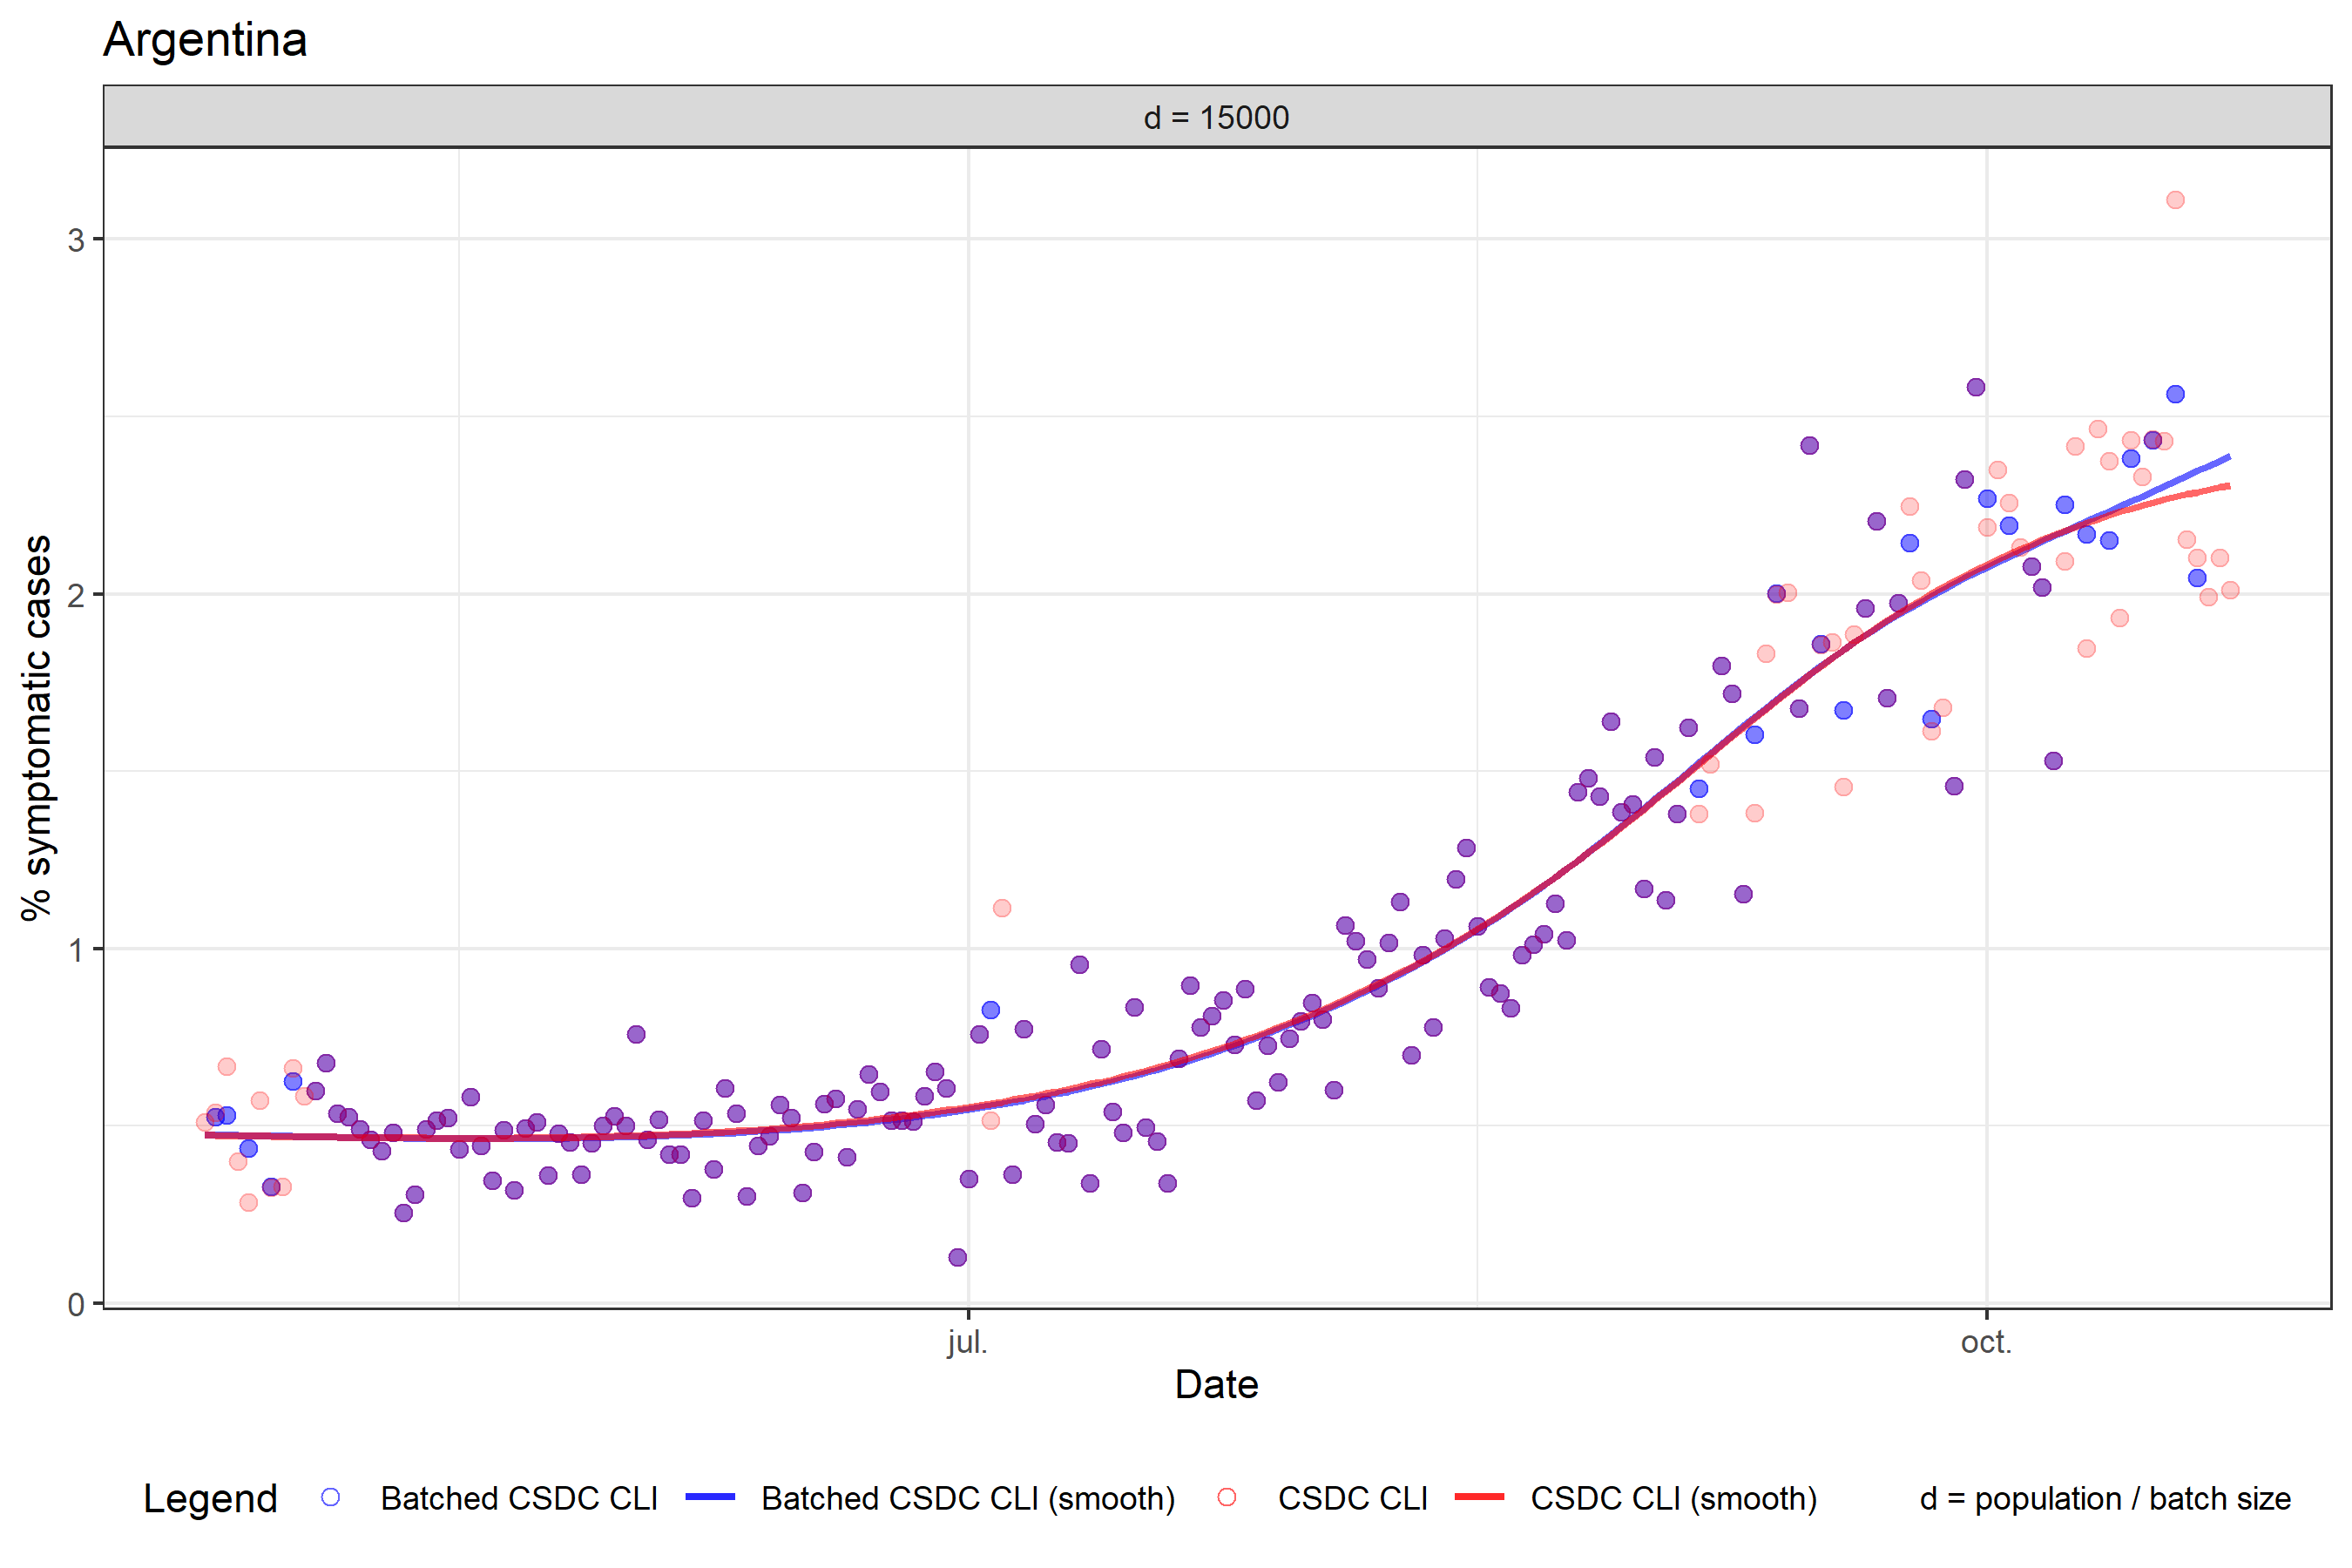 Argentina
d = 15000
3
2
1
0
% symptomatic cases
jul.
oct.
Date
Legend
Batched CSDC CLI
Batched CSDC CLI (smooth)
CSDC CLI
CSDC CLI (smooth)
d = population / batch size